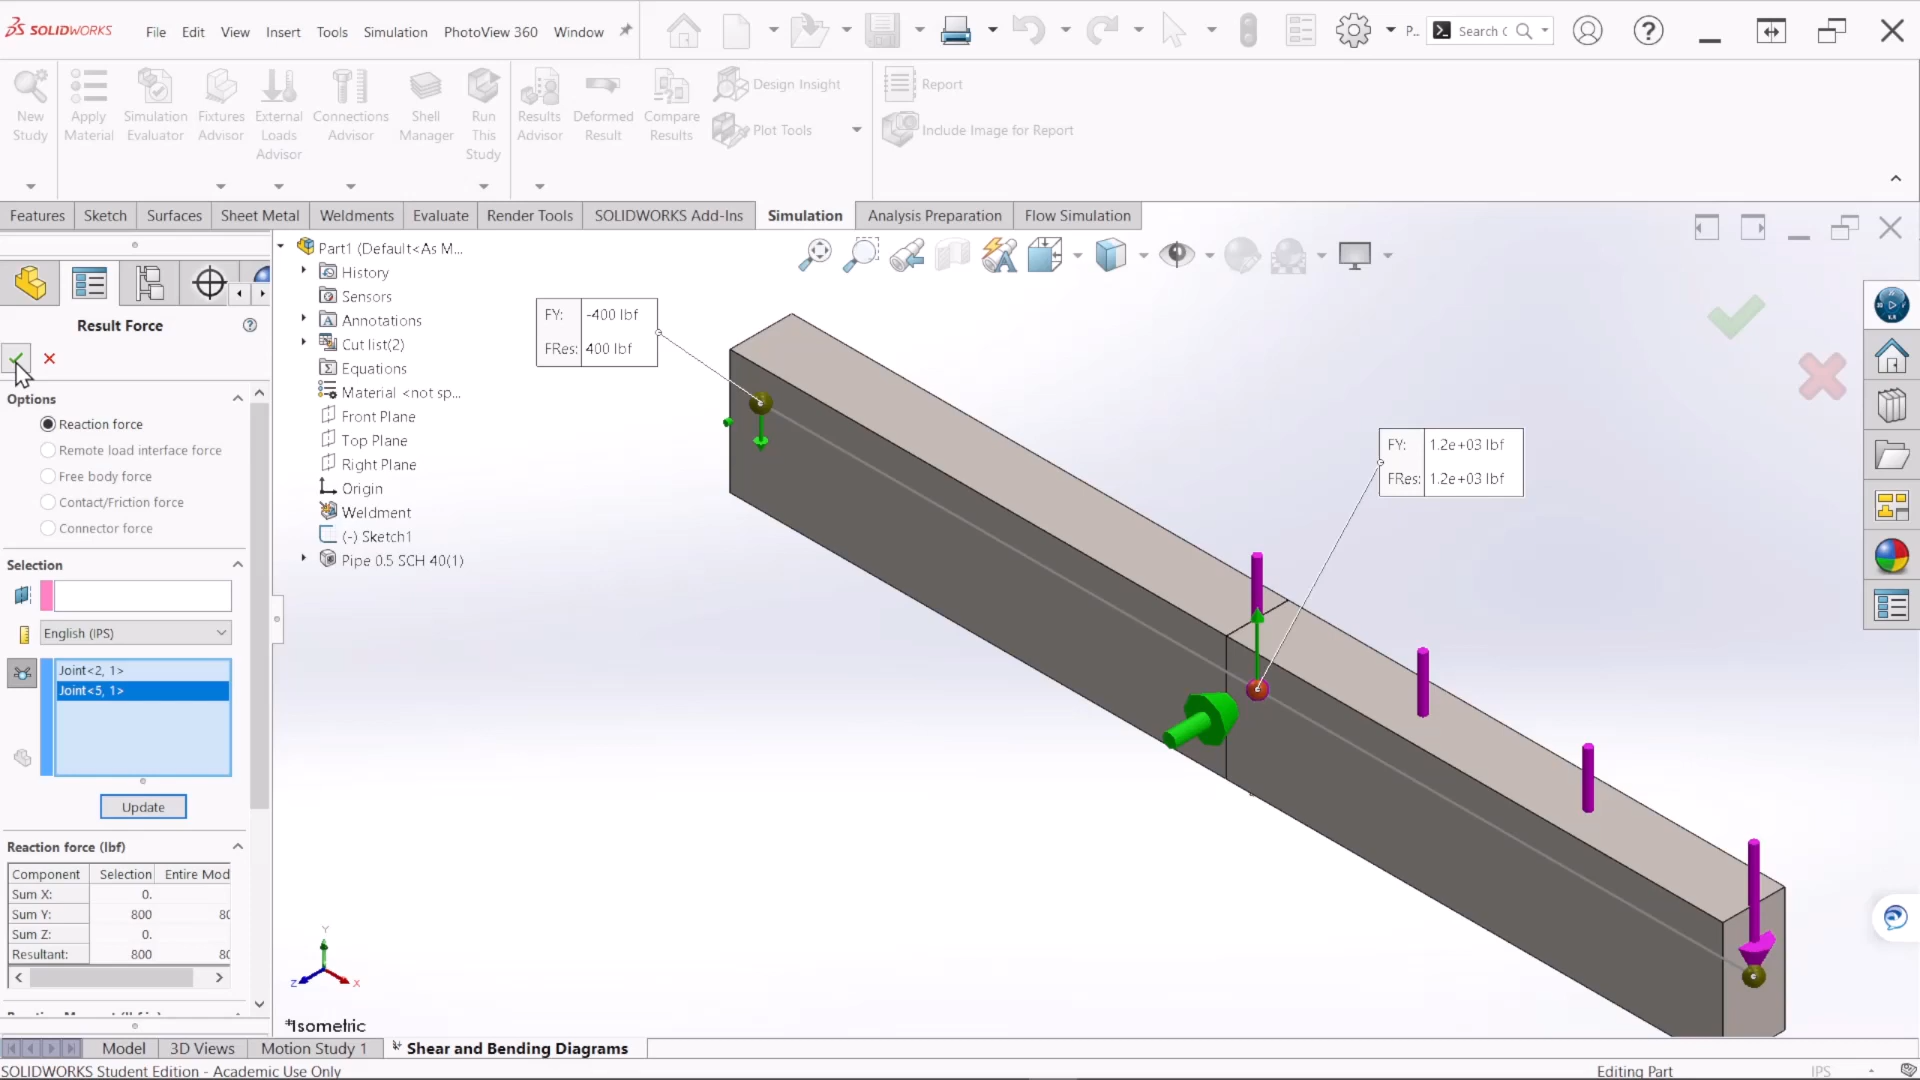 SOLIDWORKS
File Edit View Insert Tools Simulation PhotoView 360 Window
P..
Search (
New Study
Apply Material
Simulation Evaluator
Fixtures Advisor
External Loads Advisor
Connections Advisor
Shell Manager
Run This Study
Results Advisor
Deformed Result
Compare Results
Design Insight
Plot Tools
Report
Include Image for Report
Features Sketch Surfaces Sheet Metal Weldments Evaluate Render Tools SOLIDWORKS Add-Ins Simulation Analysis Preparation Flow Simulation
Result Force
Options
Reaction force
Remote load interface force
Free body force
Contact/Friction force
Connector force
Selection
English (IPS)
Joint<2, 1>
Joint<5, 1>
Update
Reaction force (lbf)
Component Selection Entire Mod
Sum X: 0.
Sum Y: 800 80
Sum Z: 0.
Resultant: 800 80
Part1 (Default<As M...
History
Sensors
Annotations
Cut list(2)
Equations
Material <not sp...
Front Plane
Top Plane
Right Plane
Origin
Weldment
(-) Sketch1
Pipe 0.5 SCH 40(1)
FY: -400 lbf
FRes: 400 lbf
FY: 1.2e+03 lbf
FRes: 1.2e+03 lbf
Y
Z
X
*Isometric
Model 3D Views Motion Study 1 Shear and Bending Diagrams
SOLIDWORKS Student Edition - Academic Use Only
Editing Part
IPS